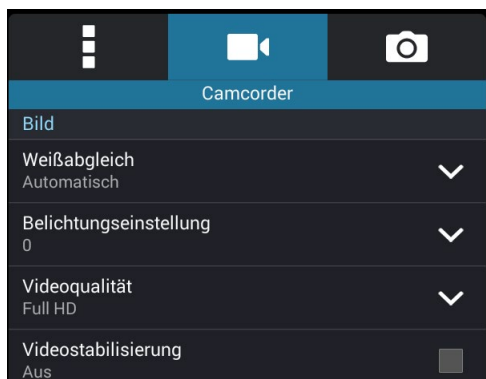 Camcorder
Bild
Weißabgleich
Automatisch
Belichtungseinstellung
0
Videoqualität
Full HD
Videostabilisierung
Aus